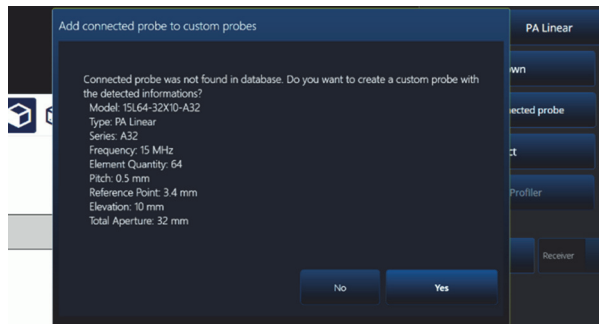 Add connected probe to custom probes
PA Linear
Connected probe was not found in database. Do you want to create a custom probe with
the detected informations?
Model: 15L64-32X10-A32
Type: PA Linear
Series: A32
Frequency: 15 MHz
Element Quantity: 64
Pitch: 0.5 mm
Reference Point: 3.4 mm
Elevation: 10 mm
Total Aperture: 32 mm
No
Yes
wn
ected probe
ct
Profiler
Receiver